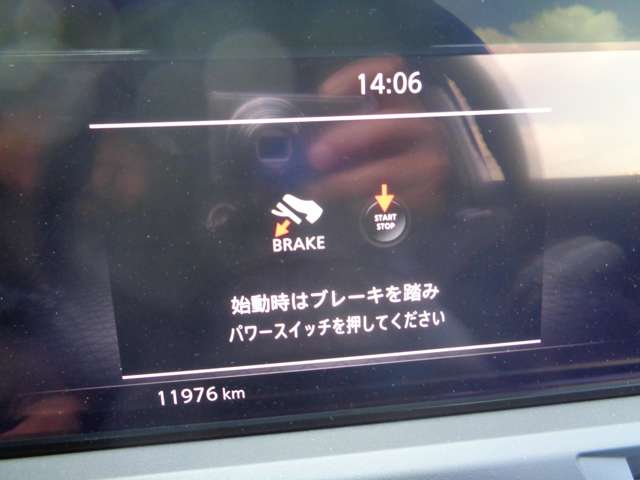 14:06
START
STOP
BRAKE
始動時はブレーキを踏み
パワースイッチを押してください
11976 km